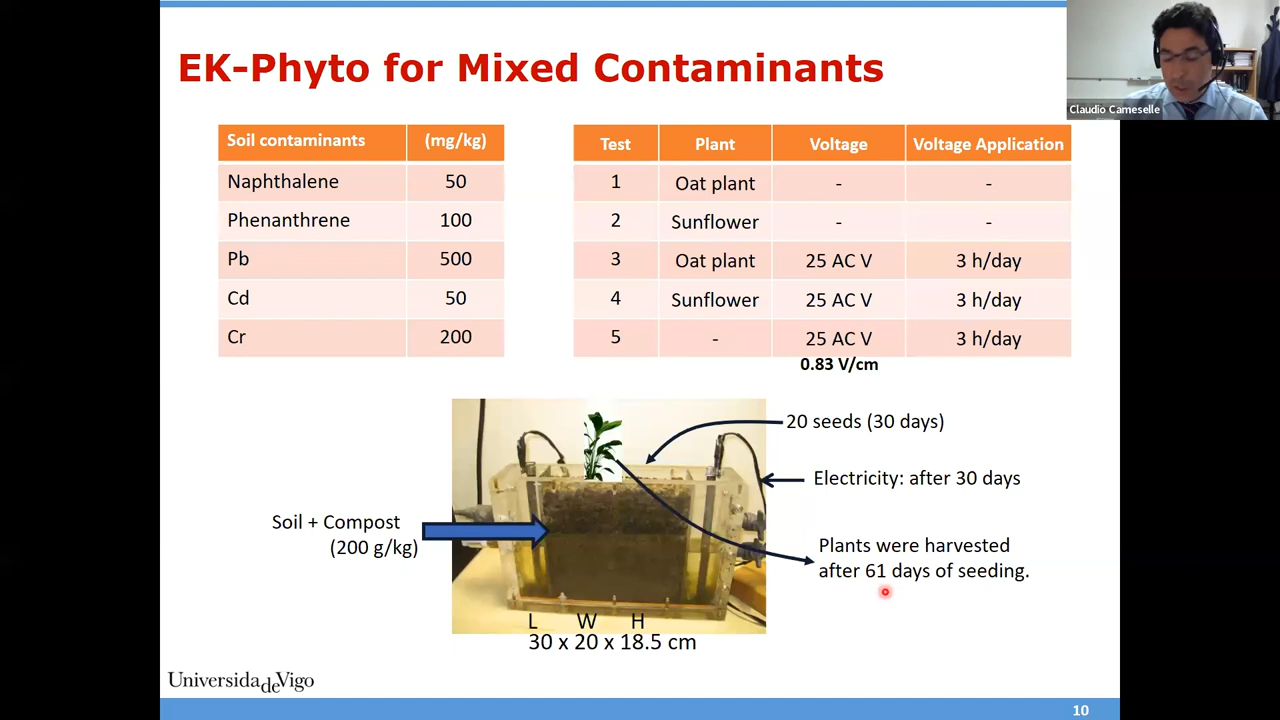 EK-Phyto for Mixed Contaminants
Claudio Cameselle
Soil contaminants (mg/kg)
Naphthalene 50
Phenanthrene 100
Pb 500
Cd 50
Cr 200
Test Plant Voltage Voltage Application
1 Oat plant - -
2 Sunflower - -
3 Oat plant 25 AC V 3 h/day
4 Sunflower 25 AC V 3 h/day
5 - 25 AC V 3 h/day
0.83 V/cm
20 seeds (30 days)
Electricity: after 30 days
Soil + Compost
(200 g/kg)
Plants were harvested
after 61 days of seeding.
L W H
30 x 20 x 18.5 cm
UniversidadeVigo
10